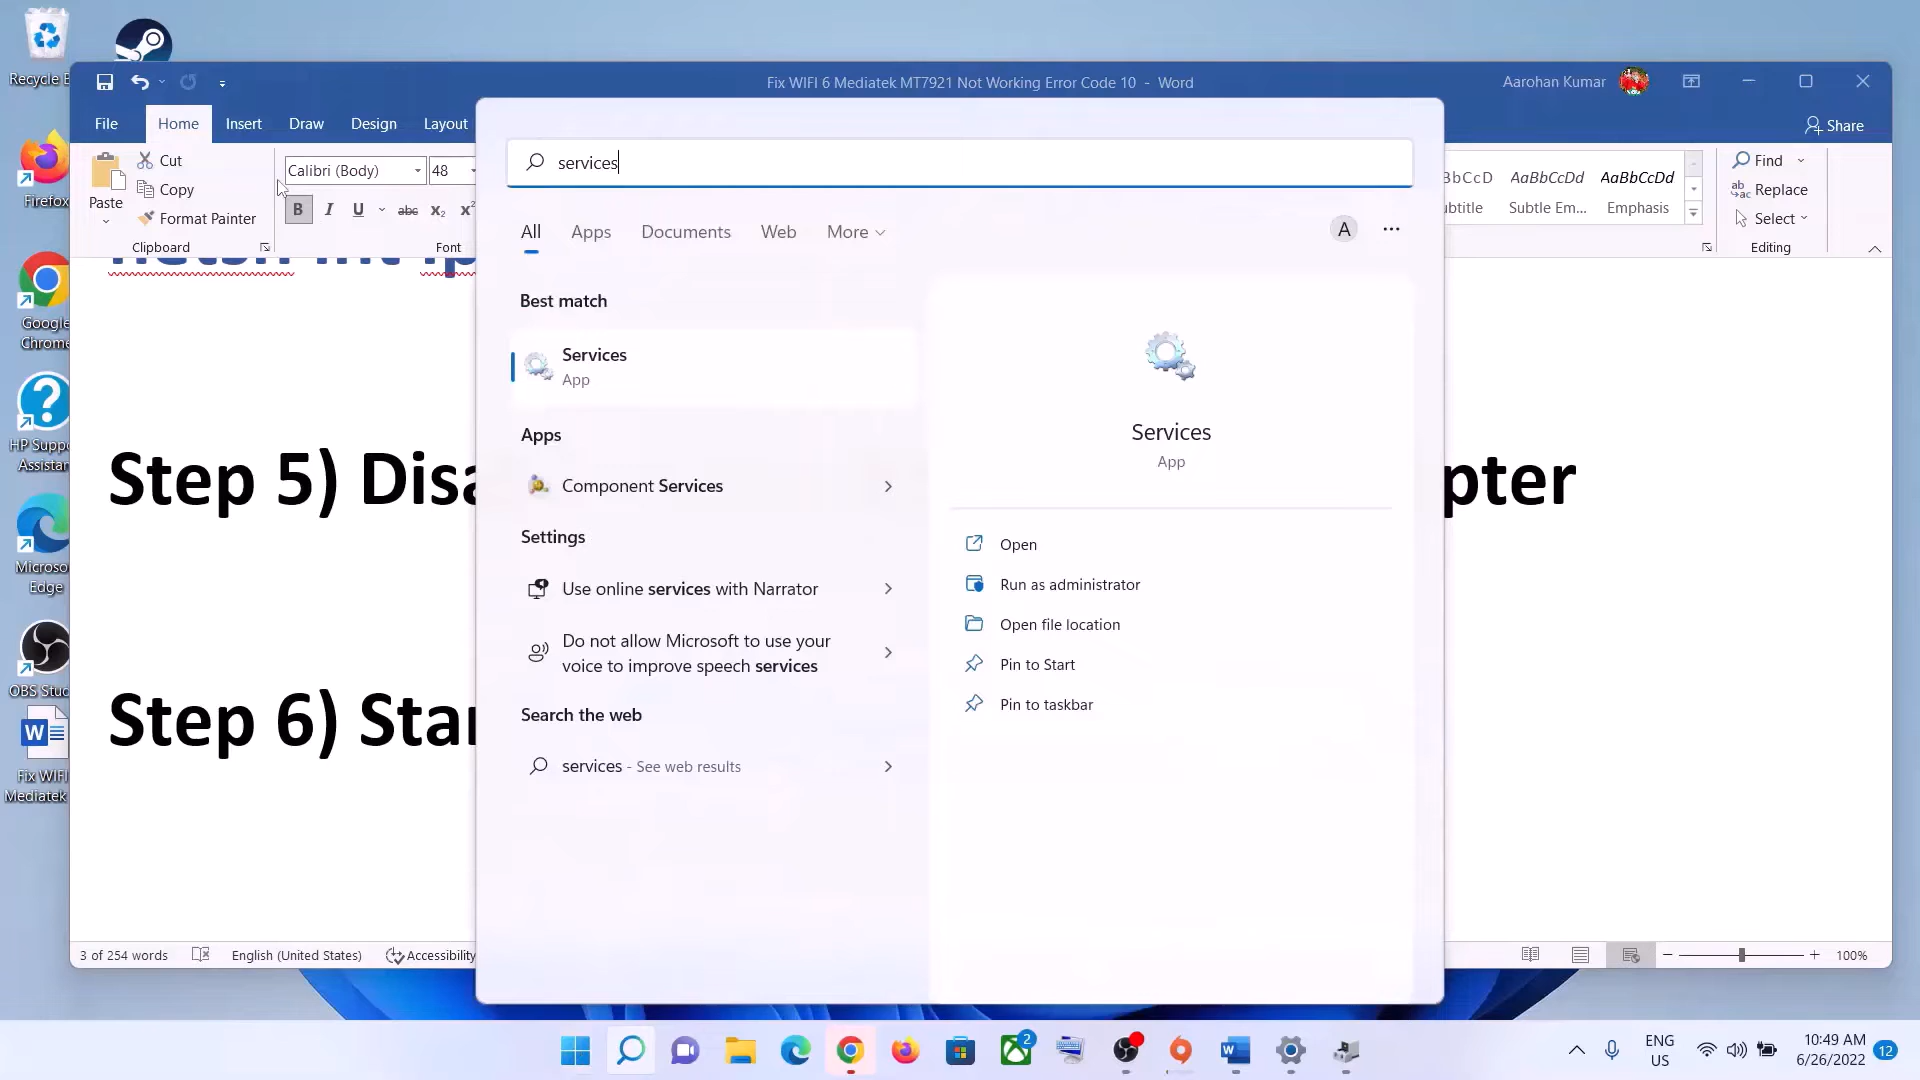 Recycle B
Firefox
Google
Chrome
HP Suppo
Assistan
Microso
Edge
OBS Stud
Fix WIFI
Mediatek
Fix WIFI 6 Mediatek MT7921 Not Working Error Code 10 - Word
Aarohan Kumar
File
Home
Insert
Draw
Design
Layout
Share
Paste
Cut
Copy
Format Painter
Clipboard
Calibri (Body)
48
B I U abc x₂ x²
Font
BbCcD
AaBbCcDd
AaBbCcDd
ubtitle
Subtle Em...
Emphasis
Find
Replace
Select
Editing
Step 5) Disa
pter
Step 6) Star
services
All
Apps
Documents
Web
More
A
Best match
Services
App
Apps
Component Services
Settings
Use online services with Narrator
Do not allow Microsoft to use your
voice to improve speech services
Search the web
services - See web results
Services
App
Open
Run as administrator
Open file location
Pin to Start
Pin to taskbar
3 of 254 words
English (United States)
Accessibility
100%
2
ENG
US
10:49 AM
6/26/2022
12